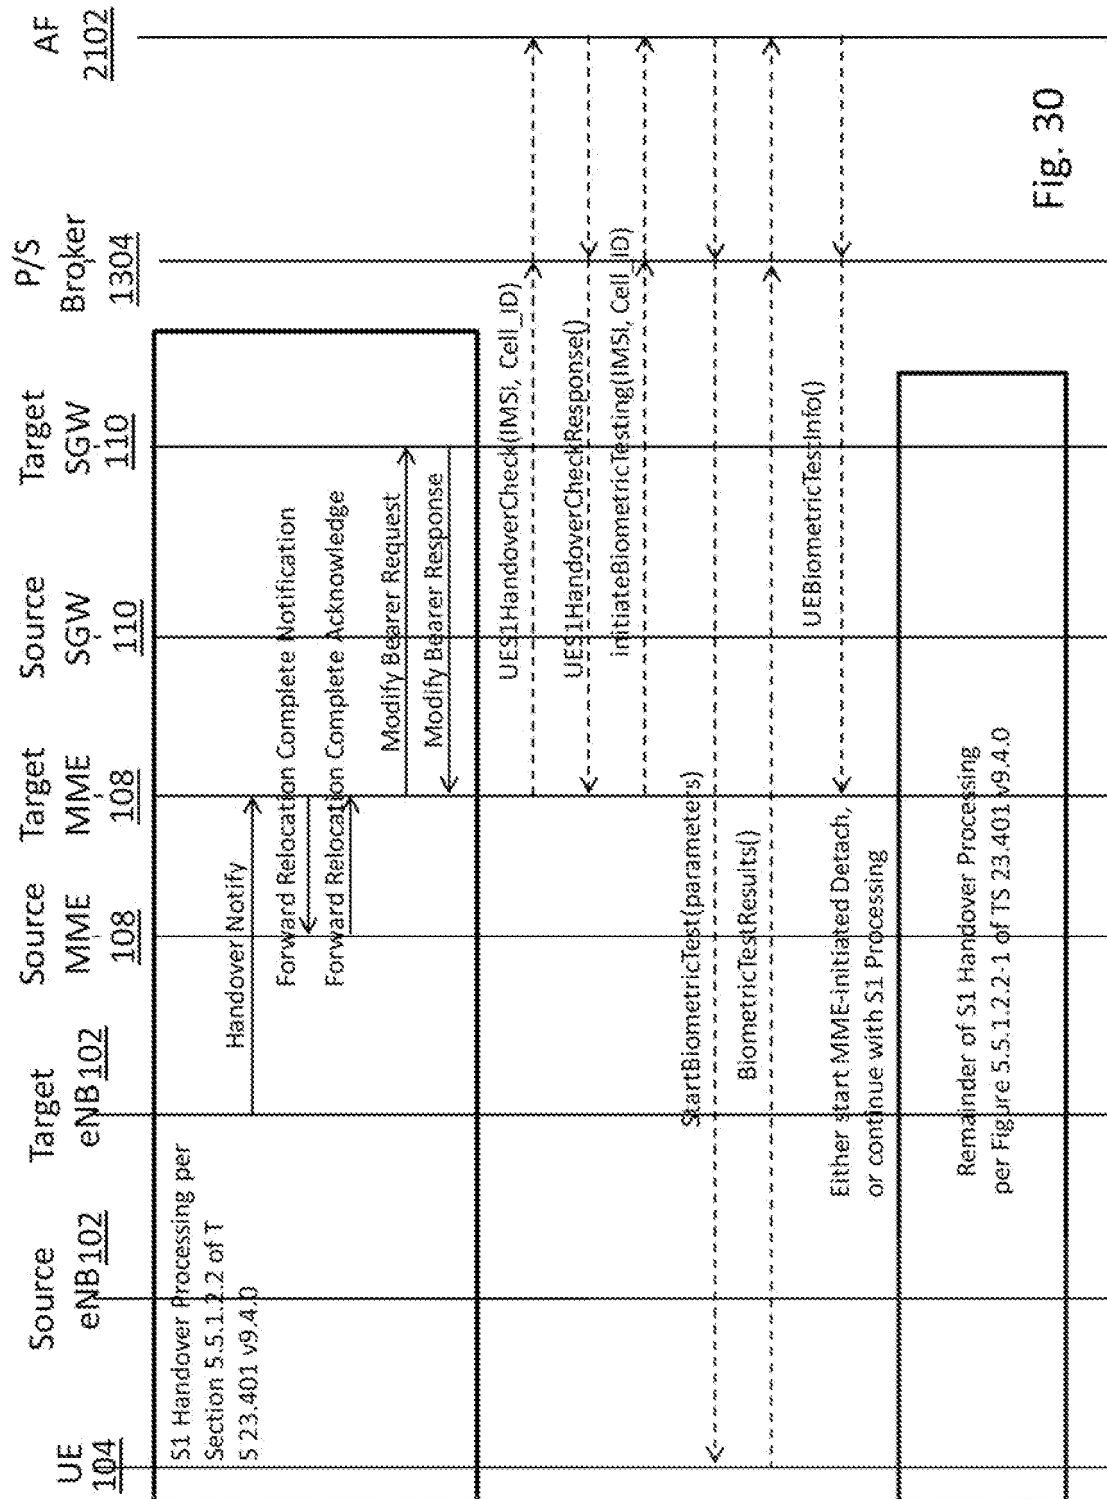 UE
104
Source
eNB 102
Target
eNB 102
Source
MME
108
Target
MME
108
Source
SGW
110
Target
SGW
110
P/S
Broker
1304
AF
2102
S1 Handover Processing per
Section 5.5.1.2.2 of T
S 23.401 v9.4.0
Handover Notify
Forward Relocation Complete Notification
Forward Relocation Complete Acknowledge
Modify Bearer Request
Modify Bearer Response
UES1HandoverCheck(IMSI, Cell_ID)
UES1HandoverCheckResponse()
initiateBiometricTesting(IMSI, Cell_ID)
StartBiometricTest(parameters)
BiometricTestResults()
UEBiometricTestInfo()
Either start MME-initiated Detach,
or continue with S1 Processing
Remainder of S1 Handover Processing
per Figure 5.5.1.2.2-1 of TS 23.401 v9.4.0
Fig. 30